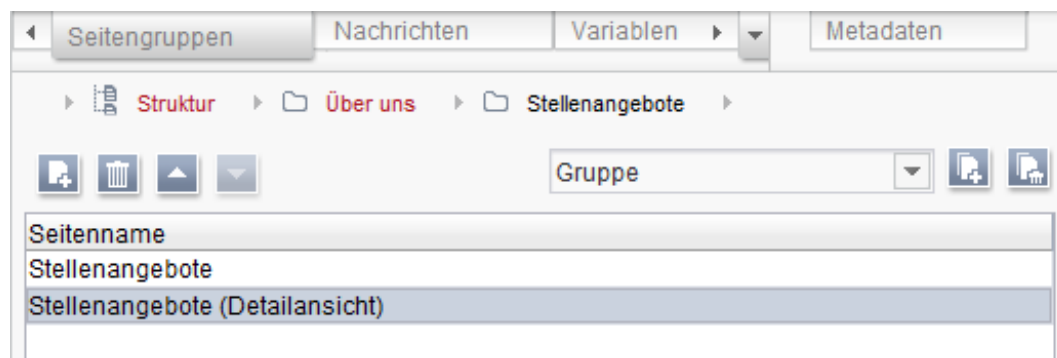 Seitengruppen Nachrichten Variablen Metadaten
Struktur Über uns Stellenangebote
Gruppe
Seitenname
Stellenangebote
Stellenangebote (Detailansicht)